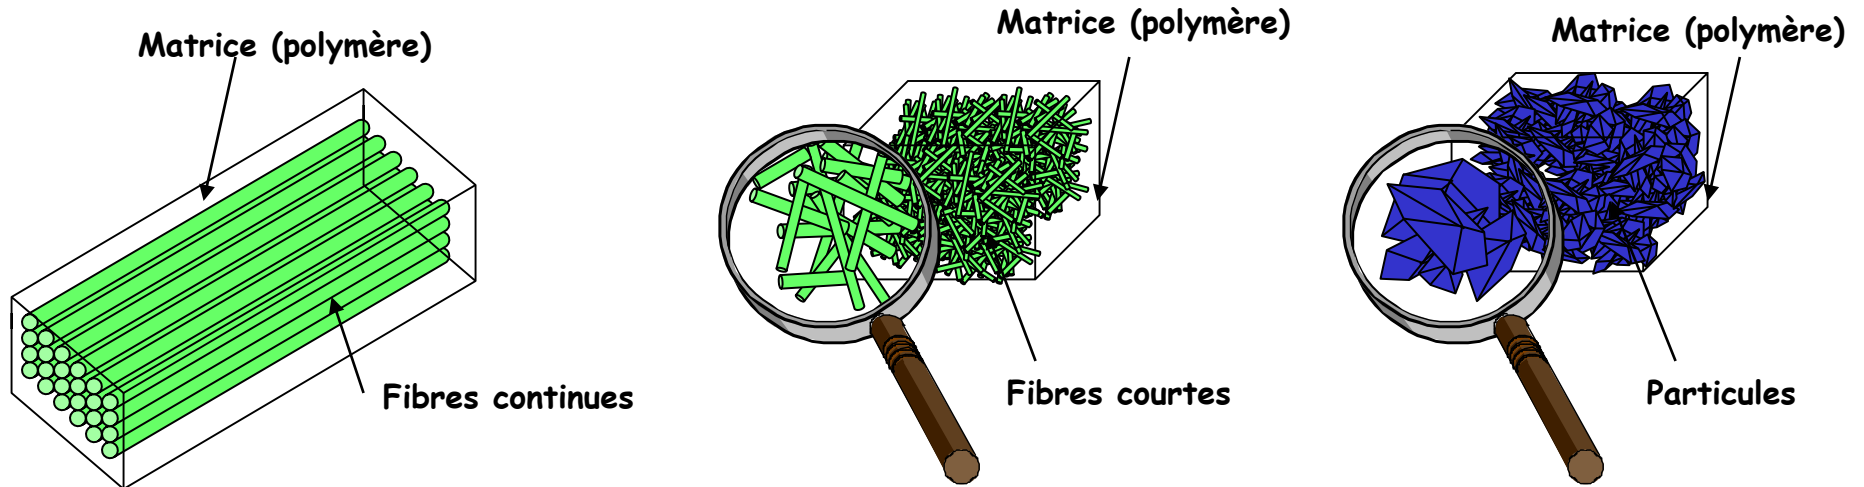 Matrice (polymère)
Fibres continues
Matrice (polymère)
Fibres courtes
Matrice (polymère)
Particules